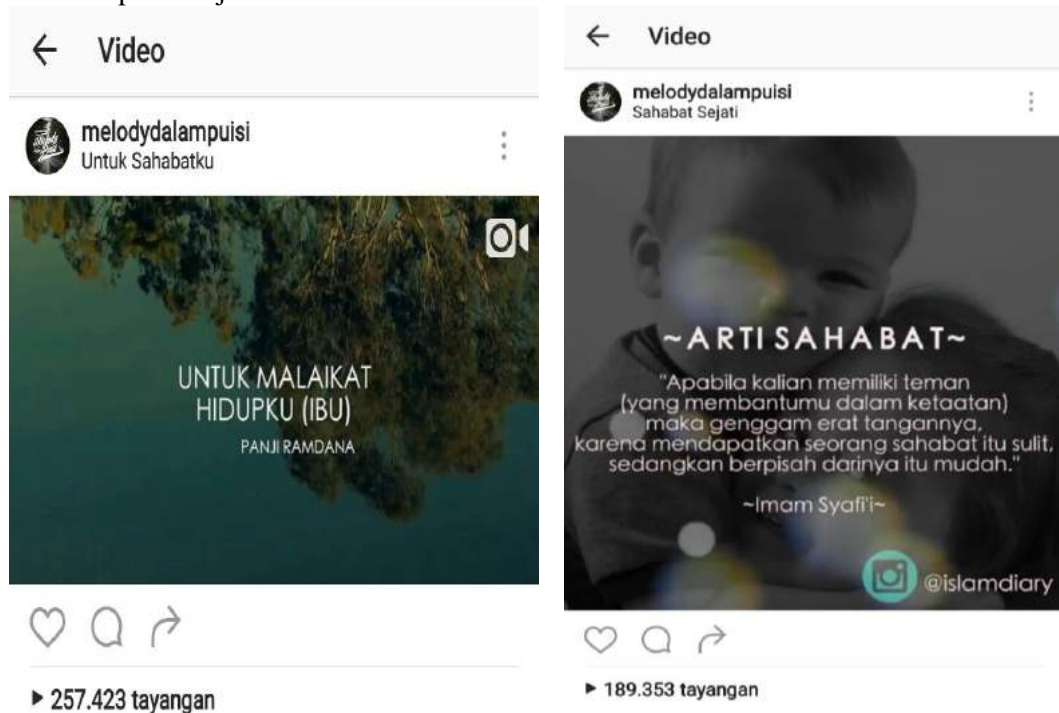 Video
melodydalampuisi
Untuk Sahabatku
UNTUK MALAIKAT
HIDUPKU (IBU)
PANJI RAMDANA
257.423 tayangan
Video
melodydalampuisi
Sahabat Sejati
~ARTI SAHABAT~
"Apabila kalian memiliki teman
(yang membantumu dalam ketaatan)
maka genggam erat tangannya,
karena mendapatkan seorang sahabat itu sulit,
sedangkan berpisah darinya itu mudah."
~Imam Syafi'i~
@islamdiary
189.353 tayangan